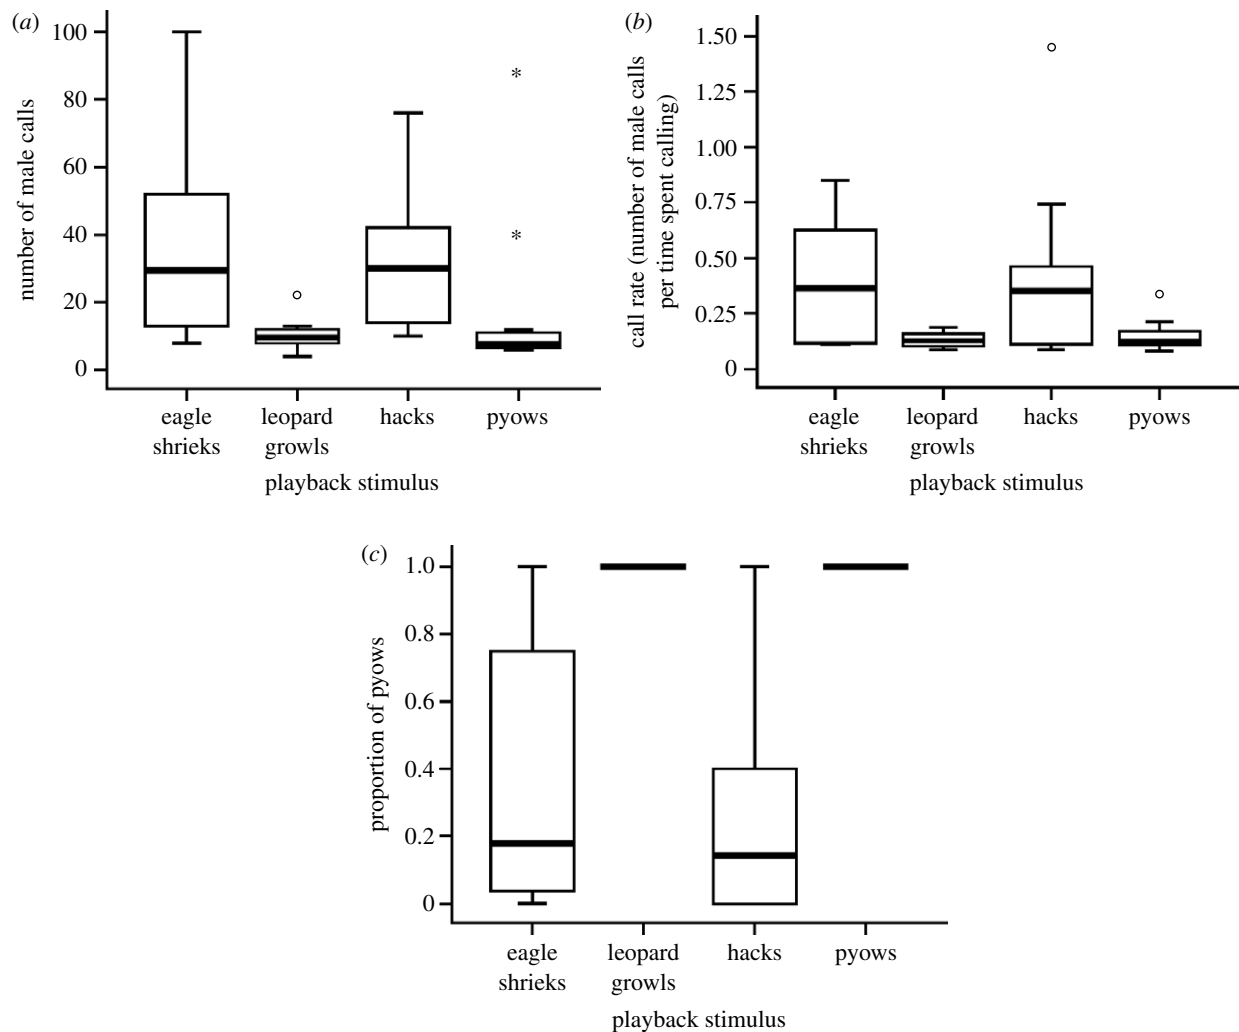 (a)
number of male calls
100
80
60
40
20
0
eagle
shrieks
leopard
growls
hacks
pyows
playback stimulus
(b)
call rate (number of male calls
per time spent calling)
1.50
1.25
1.00
0.75
0.50
0.25
0
eagle
shrieks
leopard
growls
hacks
pyows
playback stimulus
(c)
proportion of pyows
1.0
0.8
0.6
0.4
0.2
0
eagle
shrieks
leopard
growls
hacks
pyows
playback stimulus